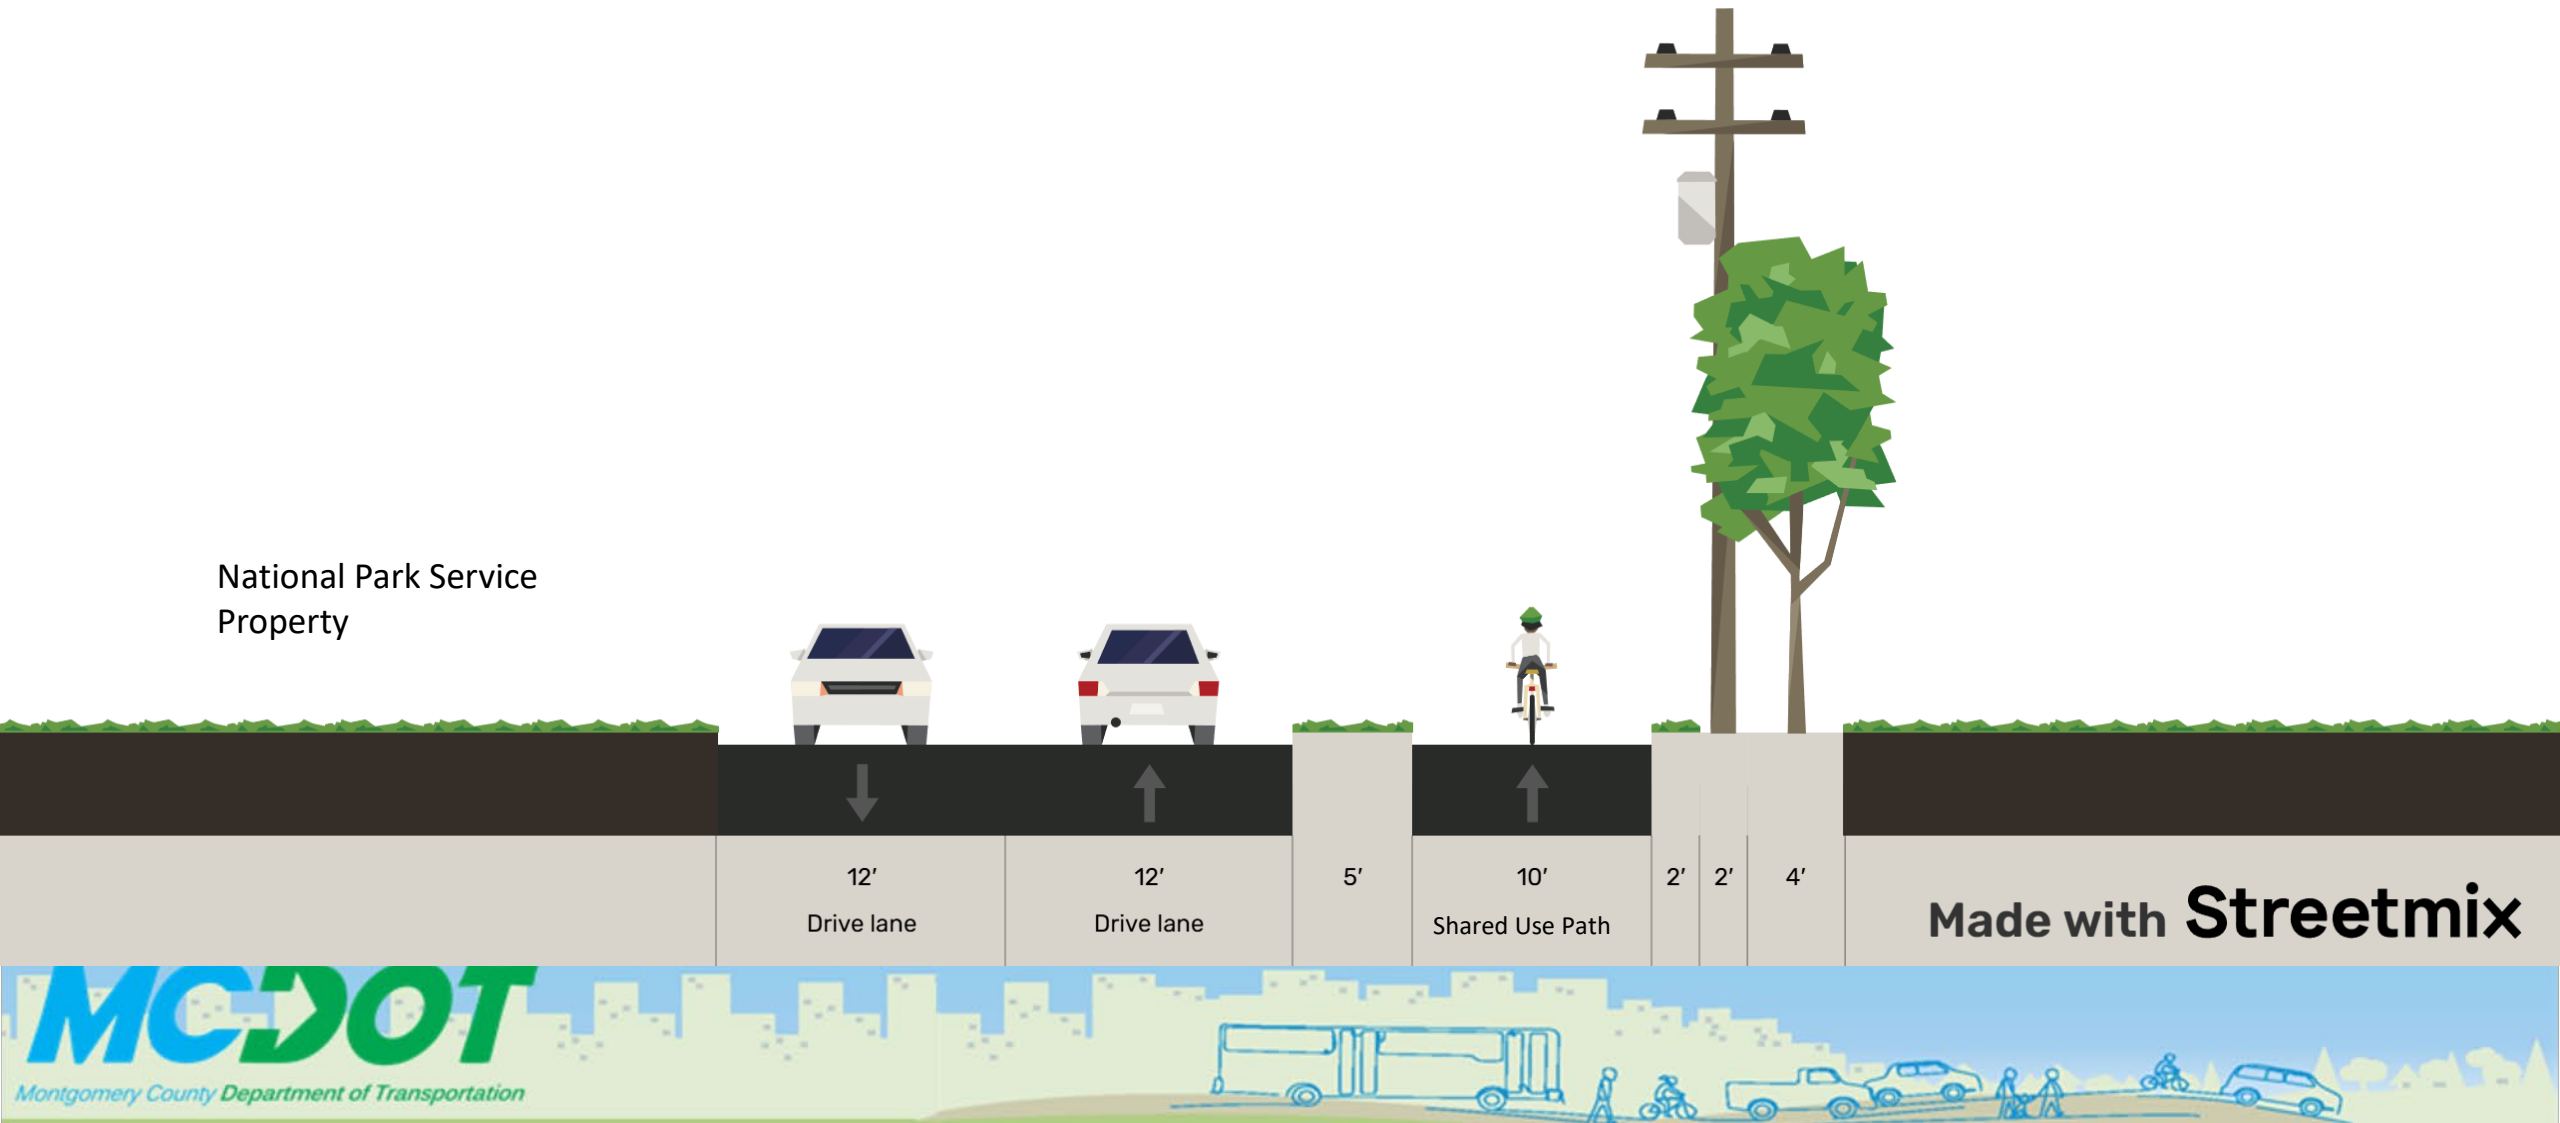 National Park Service
Property
12’ 12’ 5’ 10’ 2’ 2’ 4’
Drive lane Drive lane Shared Use Path
Made with Streetmix
MCDOT
Montgomery County Department of Transportation